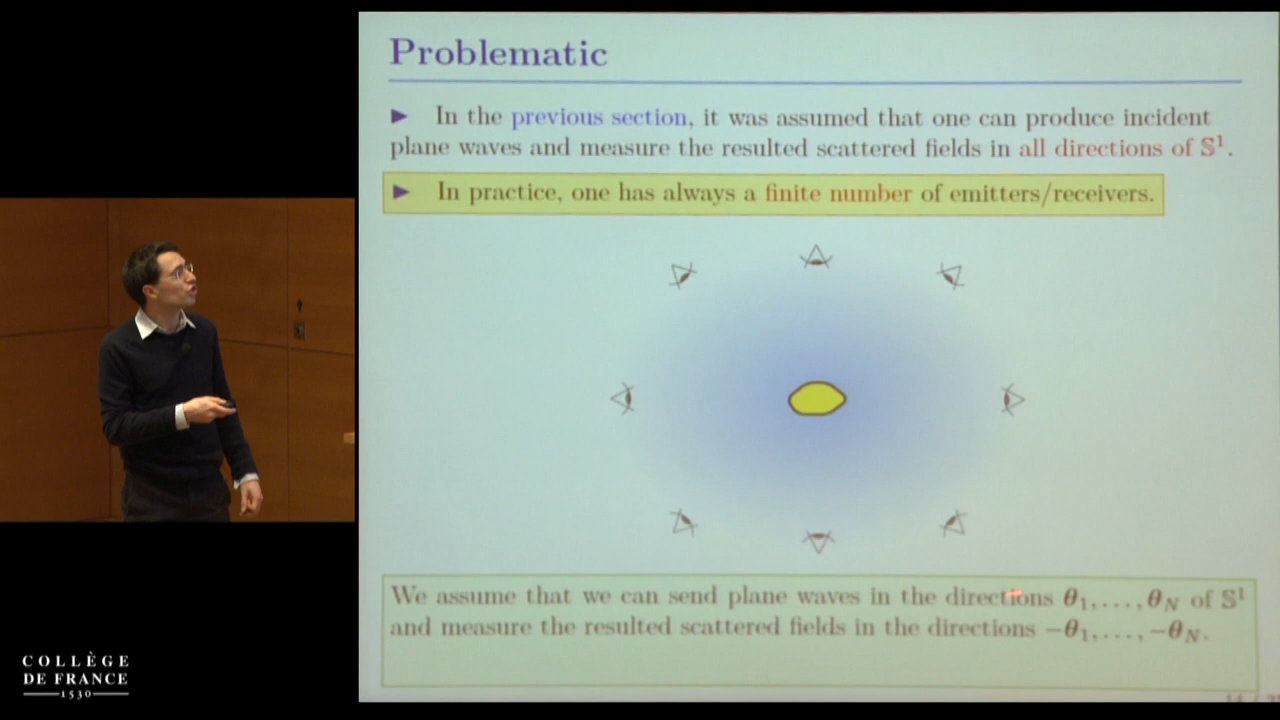 Problematic
► In the previous section, it was assumed that one can produce incident
plane waves and measure the resulted scattered fields in all directions of 𝕊¹.
► In practice, one has always a finite number of emitters/receivers.
We assume that we can send plane waves in the directions θ₁, . . . , θ_N of 𝕊¹
and measure the resulted scattered fields in the directions −θ₁, . . . , −θ_N.
COLLÈGE
DE FRANCE
1530